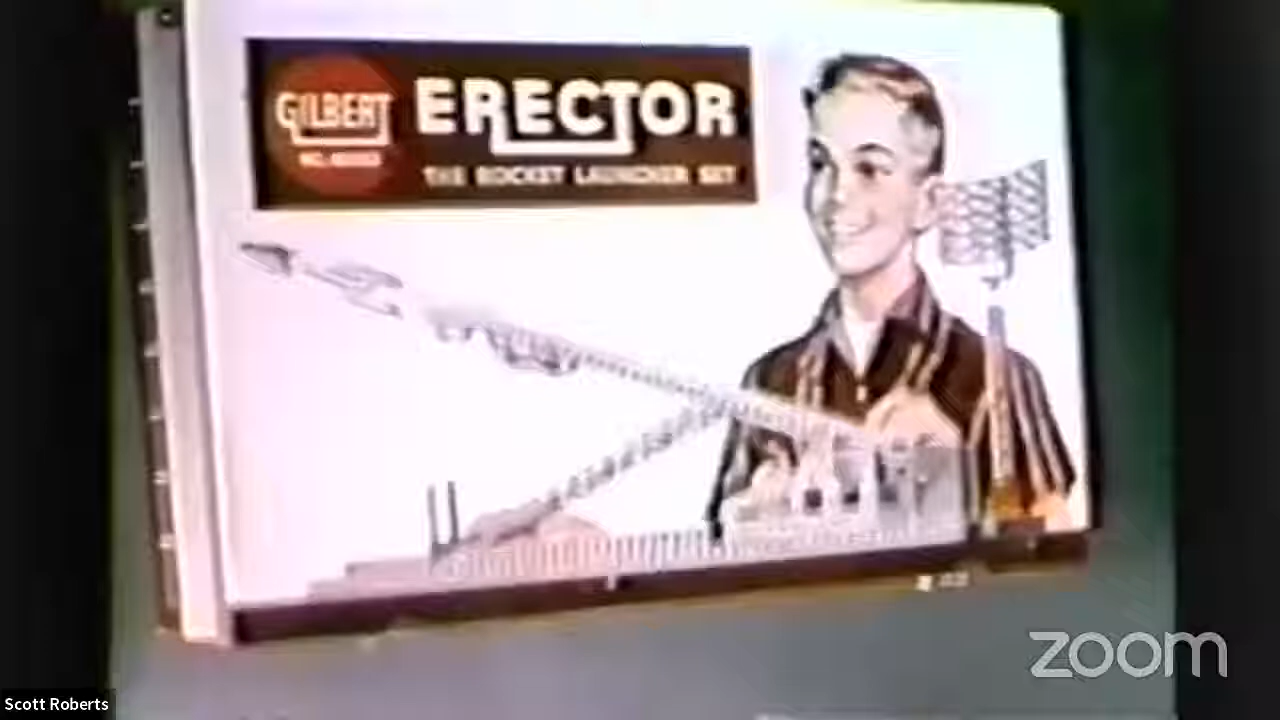 GILBERT
ERECTOR
THE ROCKET LAUNCHER SET
zoom
Scott Roberts